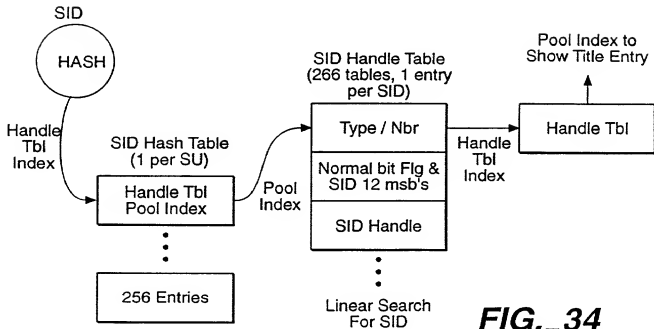 SID
HASH
Handle
Tbl
Index
SID Hash Table
(1 per SU)
Handle Tbl
Pool Index
256 Entries
Pool
Index
SID Handle Table
(266 tables, 1 entry
per SID)
Type / Nbr
Normal bit Flg &
SID 12 msb's
SID Handle
Linear Search
For SID
Handle
Tbl
Index
Pool Index to
Show Title Entry
Handle Tbl
FIG._34